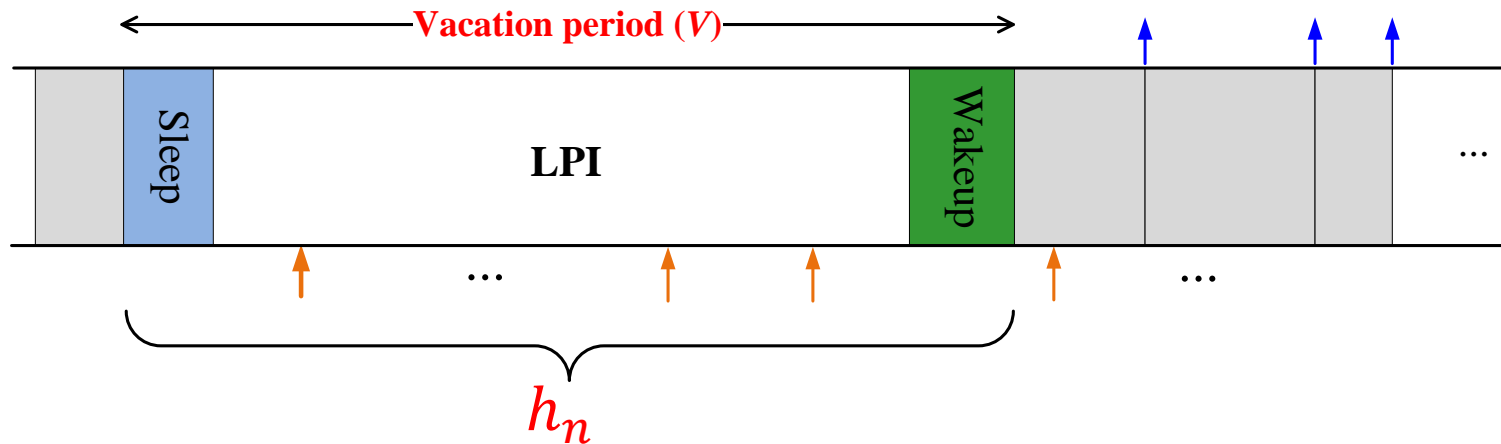 Vacation period (V)
Sleep
LPI
Wakeup
...
...
...
h_n